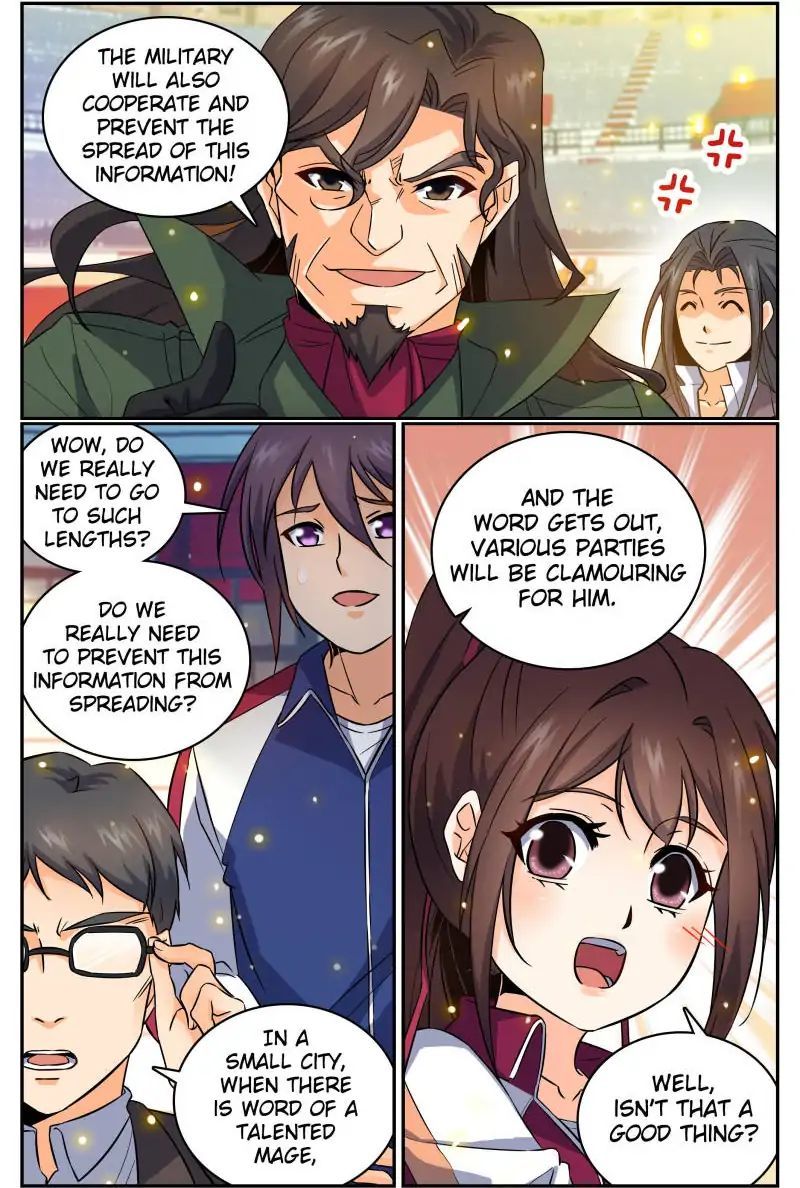 THE MILITARY
WILL ALSO
COOPERATE AND
PREVENT THE
SPREAD OF THIS
INFORMATION!
WOW, DO
WE REALLY
NEED TO GO
TO SUCH
LENGTHS?
DO WE
REALLY NEED
TO PREVENT THIS
INFORMATION FROM
SPREADING?
IN A
SMALL CITY,
WHEN THERE
IS WORD OF A
TALENTED
MAGE,
AND THE
WORD GETS OUT,
VARIOUS PARTIES
WILL BE CLAMOURING
FOR HIM.
WELL,
ISN'T THAT A
GOOD THING?